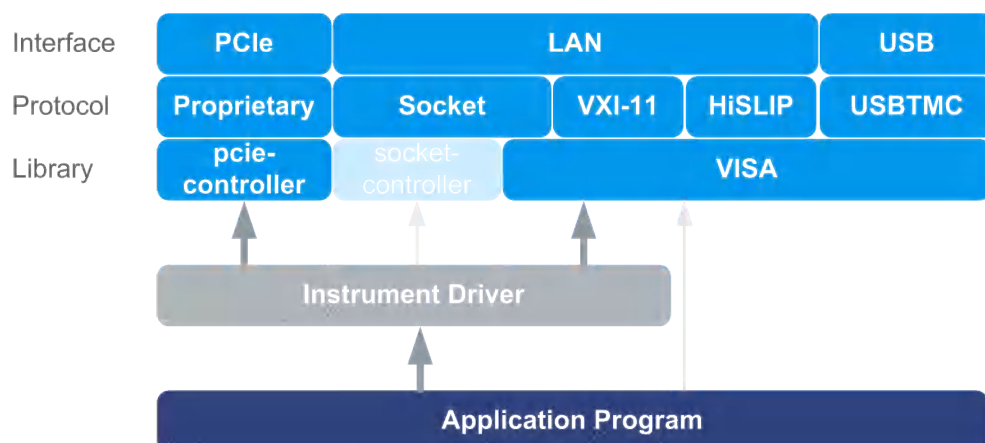 Interface PCIe LAN USB
Protocol Proprietary Socket VXI-11 HiSLIP USBTMC
Library pcie-
controller socket-
controller VISA
Instrument Driver
Application Program